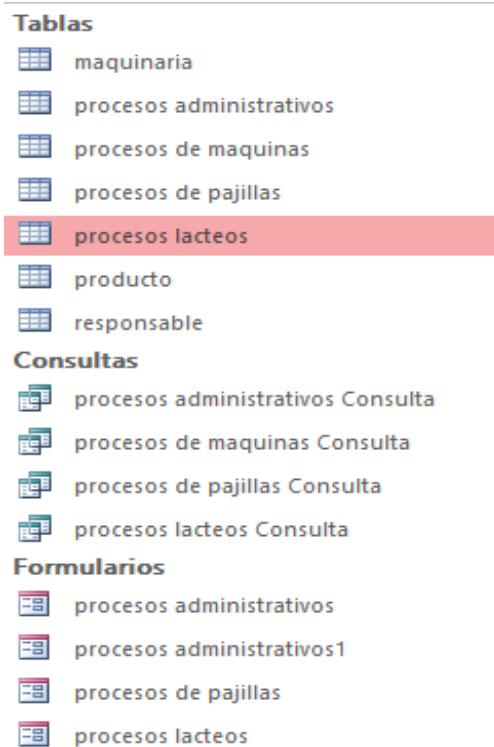 Tablas
maquinaria
procesos administrativos
procesos de maquinas
procesos de pajillas
procesos lacteos
producto
responsable
Consultas
procesos administrativos Consulta
procesos de maquinas Consulta
procesos de pajillas Consulta
procesos lacteos Consulta
Formularios
procesos administrativos
procesos administrativos1
procesos de pajillas
procesos lacteos